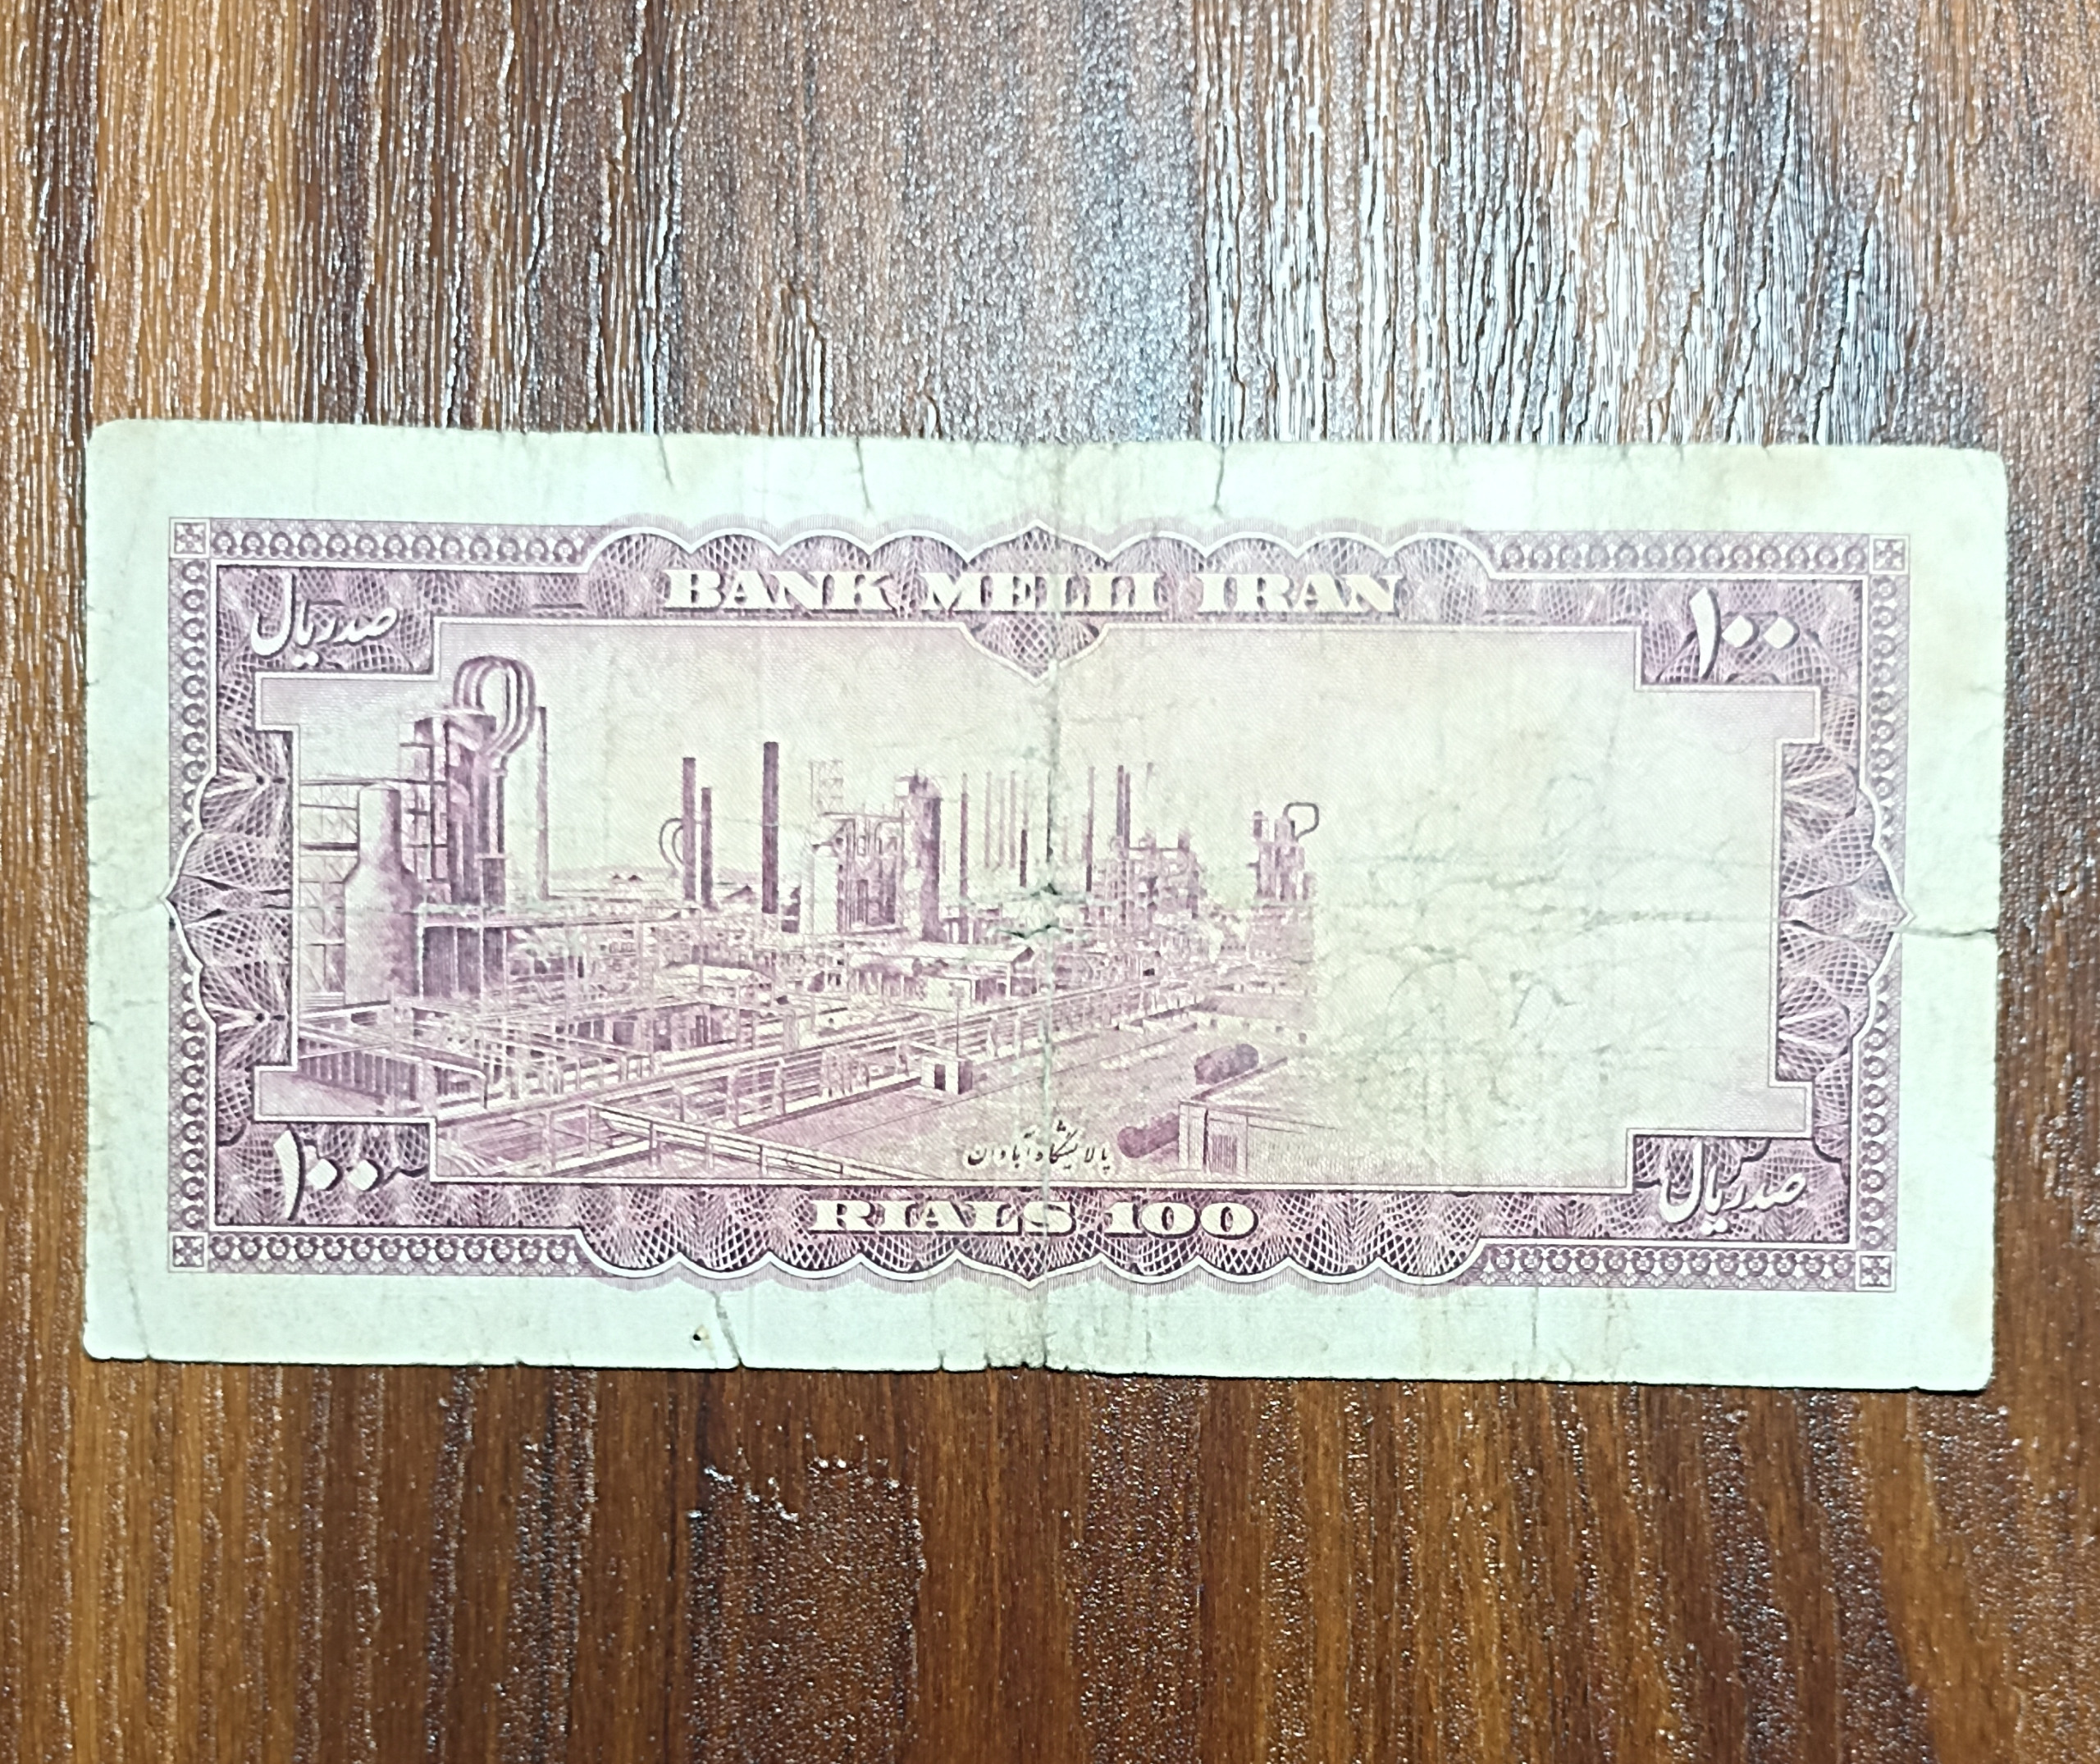 BANK MELLI IRAN
صد ریال
۱۰۰
پالایشگاه آبادان
۱۰۰
RIALS 100
صد ریال